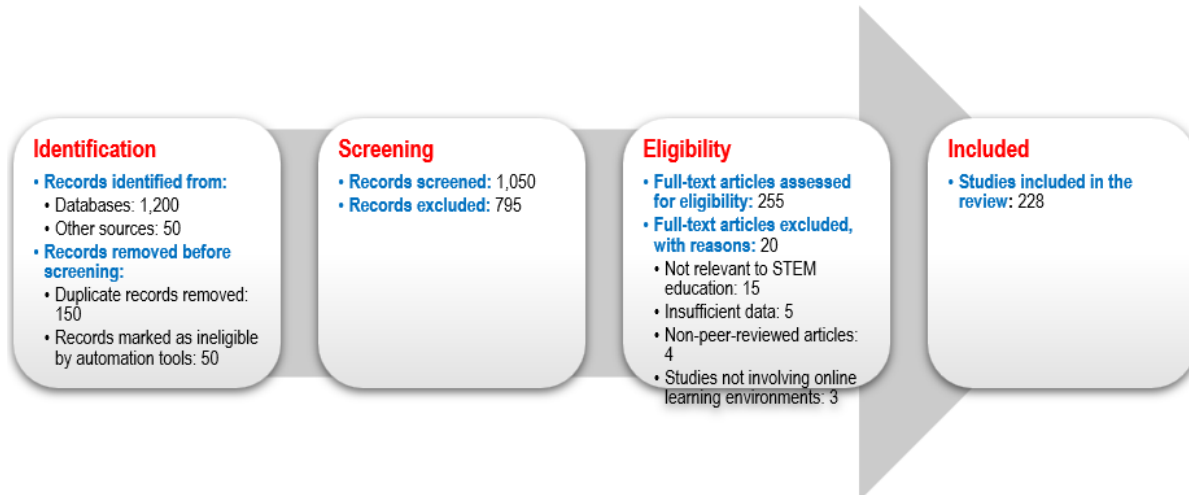 Identification
• Records identified from:
• Databases: 1,200
• Other sources: 50
• Records removed before
screening:
• Duplicate records removed:
150
• Records marked as ineligible
by automation tools: 50
Screening
• Records screened: 1,050
• Records excluded: 795
Eligibility
• Full-text articles assessed
for eligibility: 255
• Full-text articles excluded,
with reasons: 20
• Not relevant to STEM
education: 15
• Insufficient data: 5
• Non-peer-reviewed articles:
4
• Studies not involving online
learning environments: 3
Included
• Studies included in the
review: 228